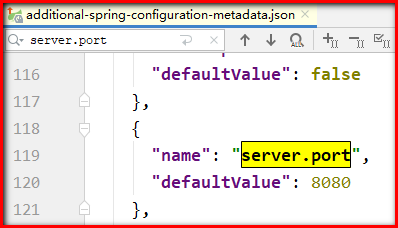 additional-spring-configuration-metadata.json
server.port
116 "defaultValue": false
117 },
118 {
119 "name": "server.port",
120 "defaultValue": 8080
121 },